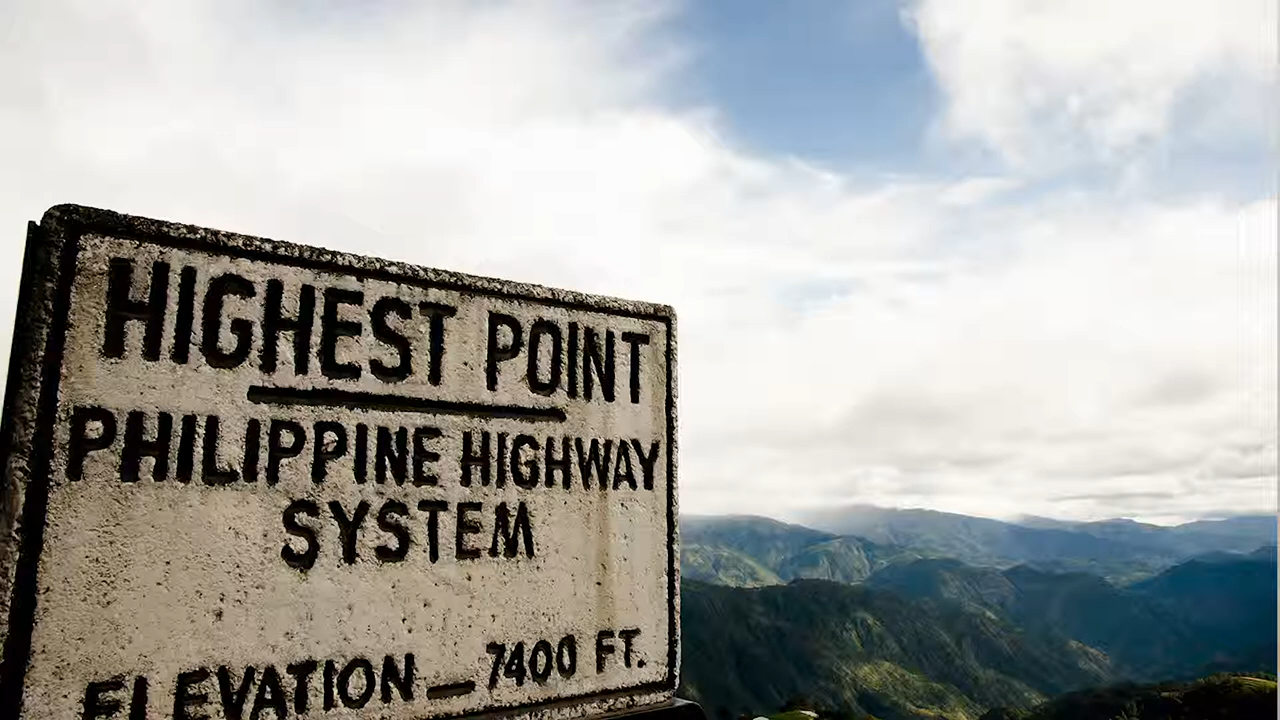 HIGHEST POINT
PHILIPPINE HIGHWAY
SYSTEM
ELEVATION — 7400 FT.